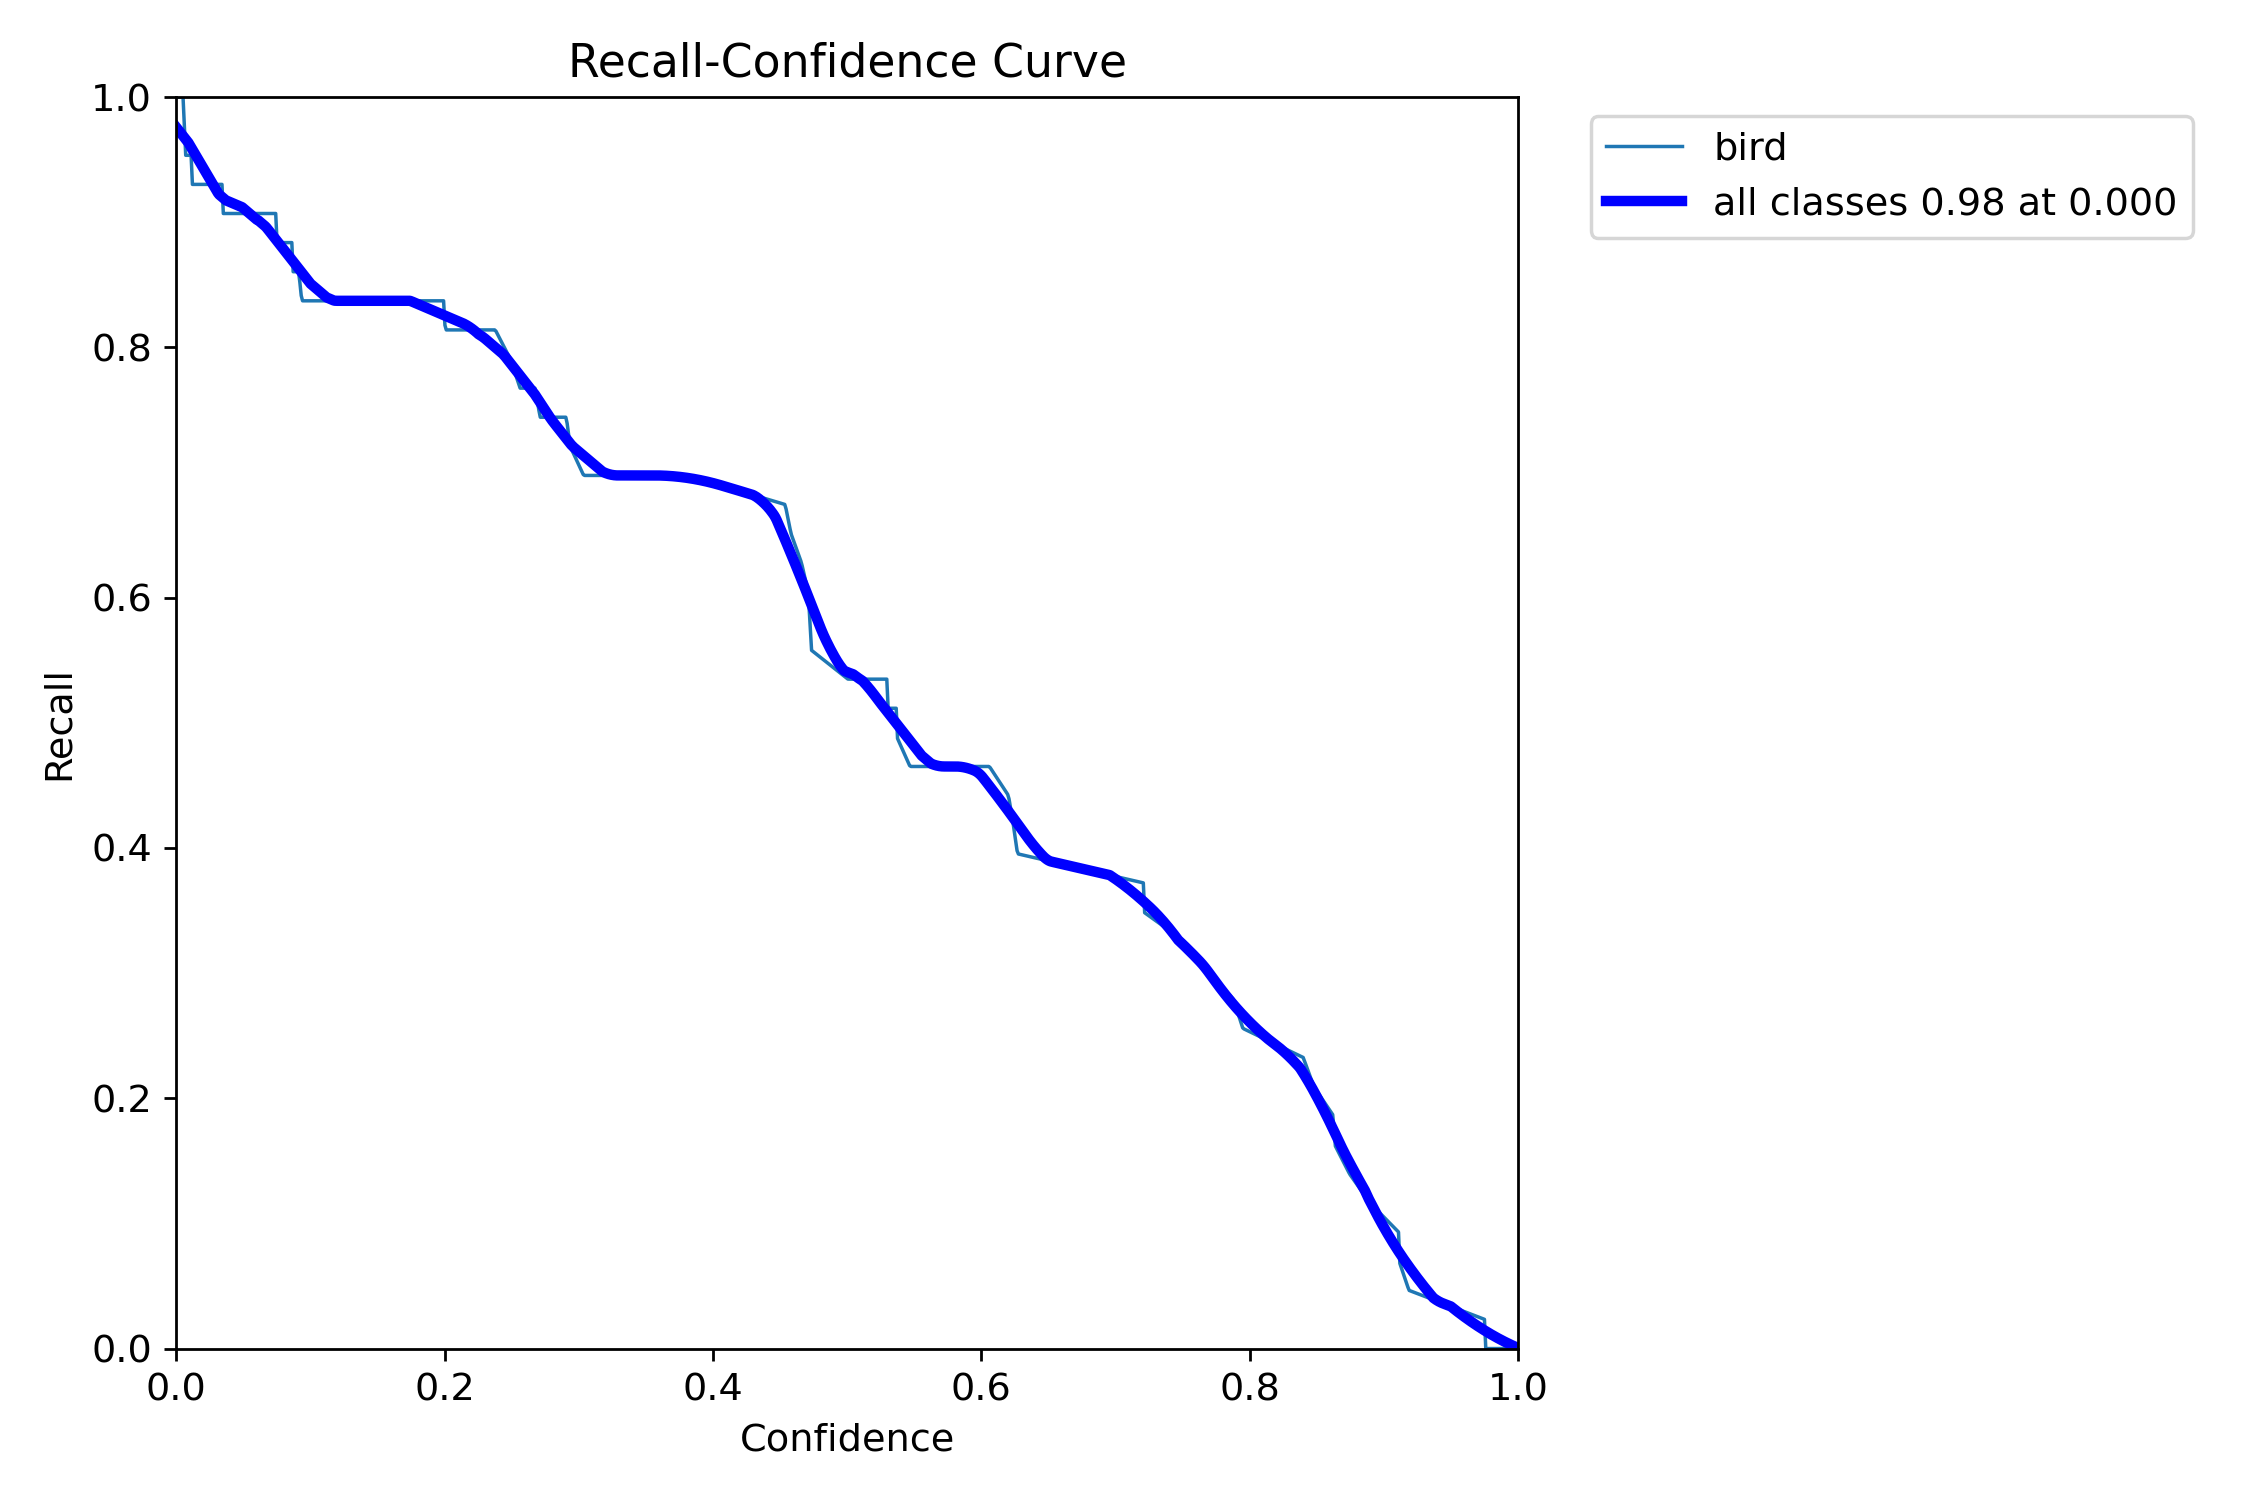 Recall-Confidence Curve
bird
all classes 0.98 at 0.000
1.0
0.8
0.6
0.4
0.2
0.0
Recall
0.0 0.2 0.4 0.6 0.8 1.0
Confidence